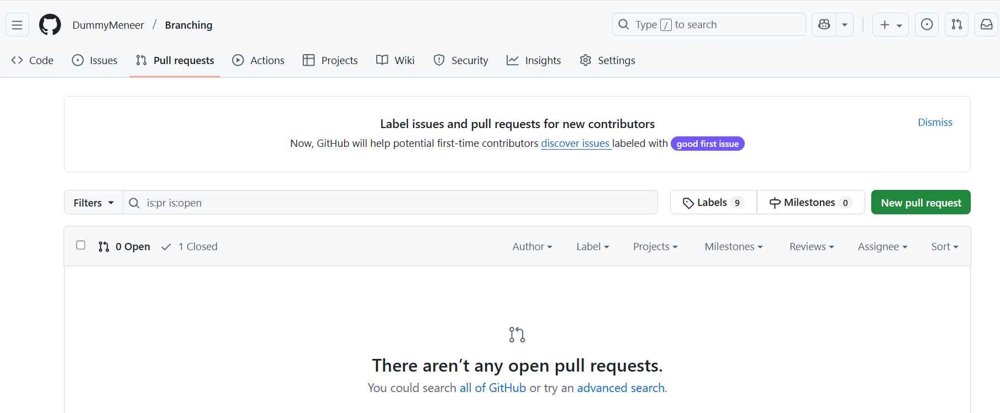 DummyMeneer / Branching
Type / to search
Code Issues Pull requests Actions Projects Wiki Security Insights Settings
Label issues and pull requests for new contributors
Dismiss
Now, GitHub will help potential first-time contributors discover issues labeled with good first issue
Filters is:pr is:open Labels 9 Milestones 0 New pull request
0 Open 1 Closed Author Label Projects Milestones Reviews Assignee Sort
There aren’t any open pull requests.
You could search all of GitHub or try an advanced search.